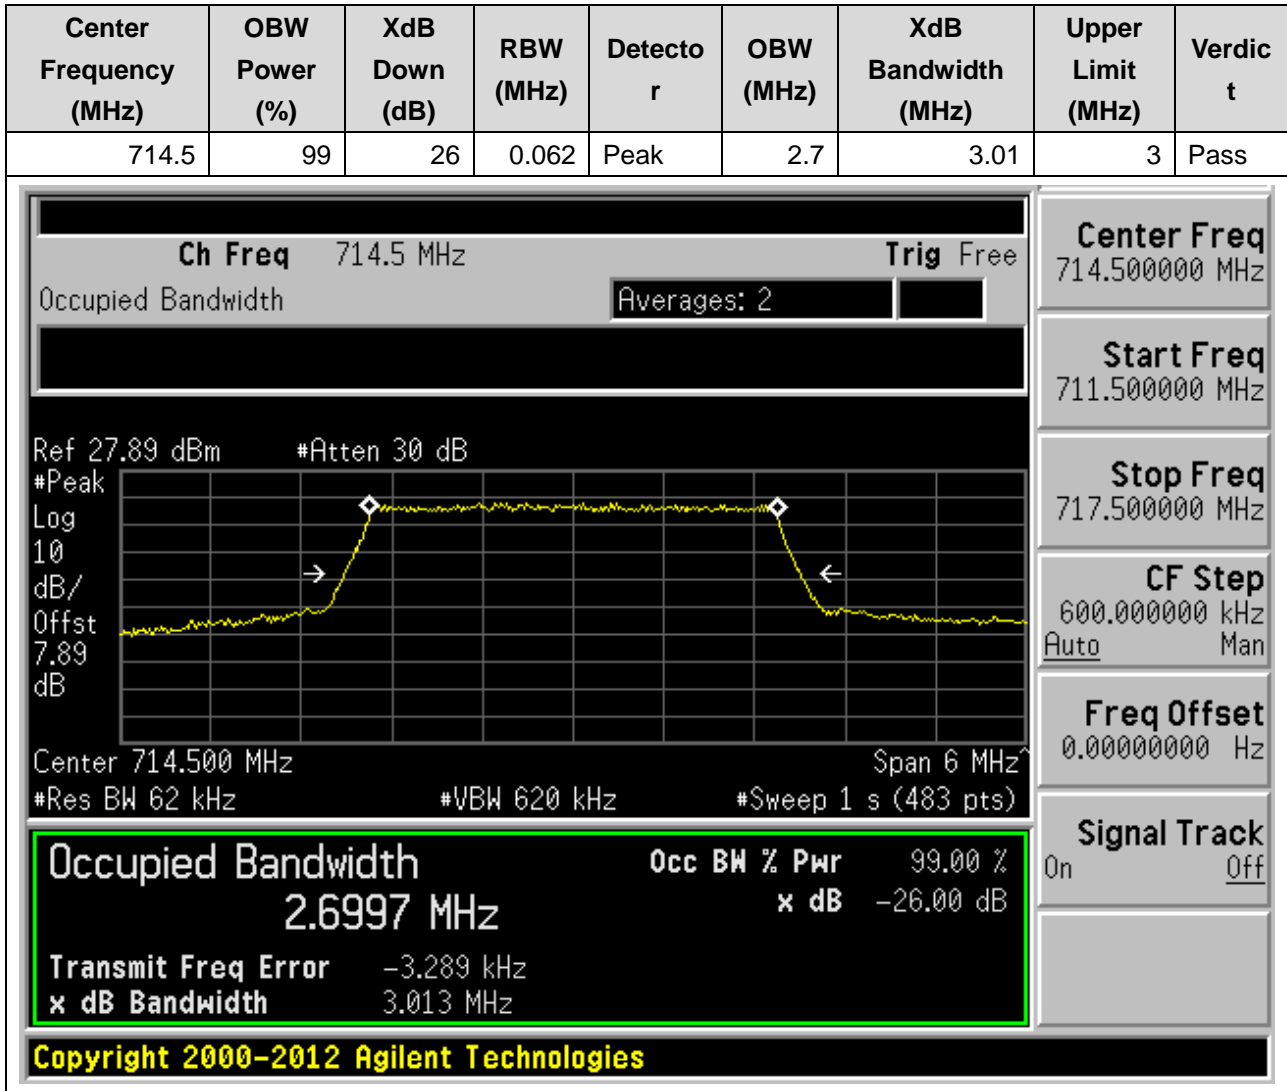 Center Frequency (MHz) OBW Power (%) XdB Down (dB) RBW (MHz) Detecto r OBW (MHz) XdB Bandwidth (MHz) Upper Limit (MHz) Verdic t
714.5 99 26 0.062 Peak 2.7 3.01 3 Pass
Ch Freq 714.5 MHz Trig Free
Occupied Bandwidth Averages: 2
Ref 27.89 dBm #Atten 30 dB
#Peak
Log
10
dB/
Offst
7.89
dB
Center 714.500 MHz Span 6 MHz^
#Res BW 62 kHz #VBW 620 kHz #Sweep 1 s (483 pts)
Occupied Bandwidth Occ BW % Pwr 99.00 %
2.6997 MHz x dB -26.00 dB
Transmit Freq Error -3.289 kHz
x dB Bandwidth 3.013 MHz
Copyright 2000-2012 Agilent Technologies
Center Freq
714.500000 MHz
Start Freq
711.500000 MHz
Stop Freq
717.500000 MHz
CF Step
600.000000 kHz
Auto Man
Freq Offset
0.00000000 Hz
Signal Track
On Off